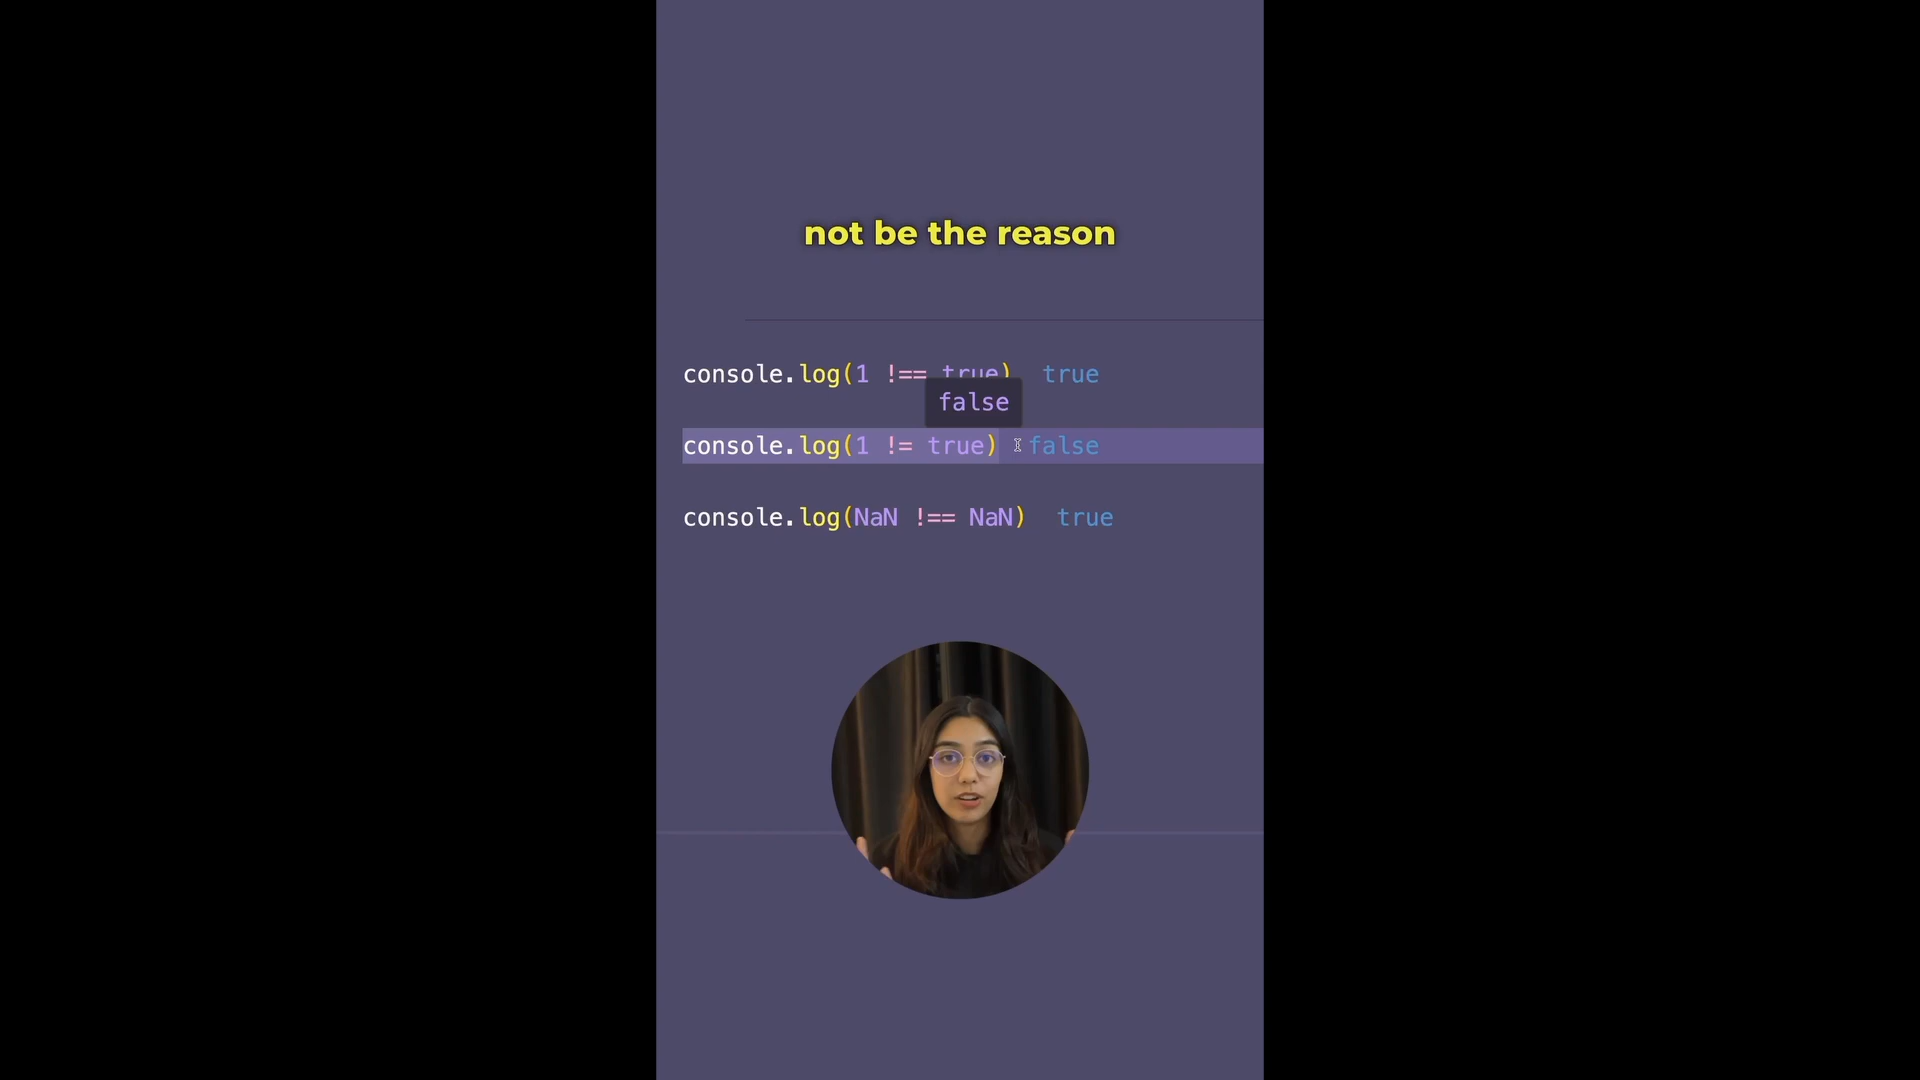 not be the reason
console.log(1 !== true) true
false
console.log(1 != true) false
console.log(NaN !== NaN) true